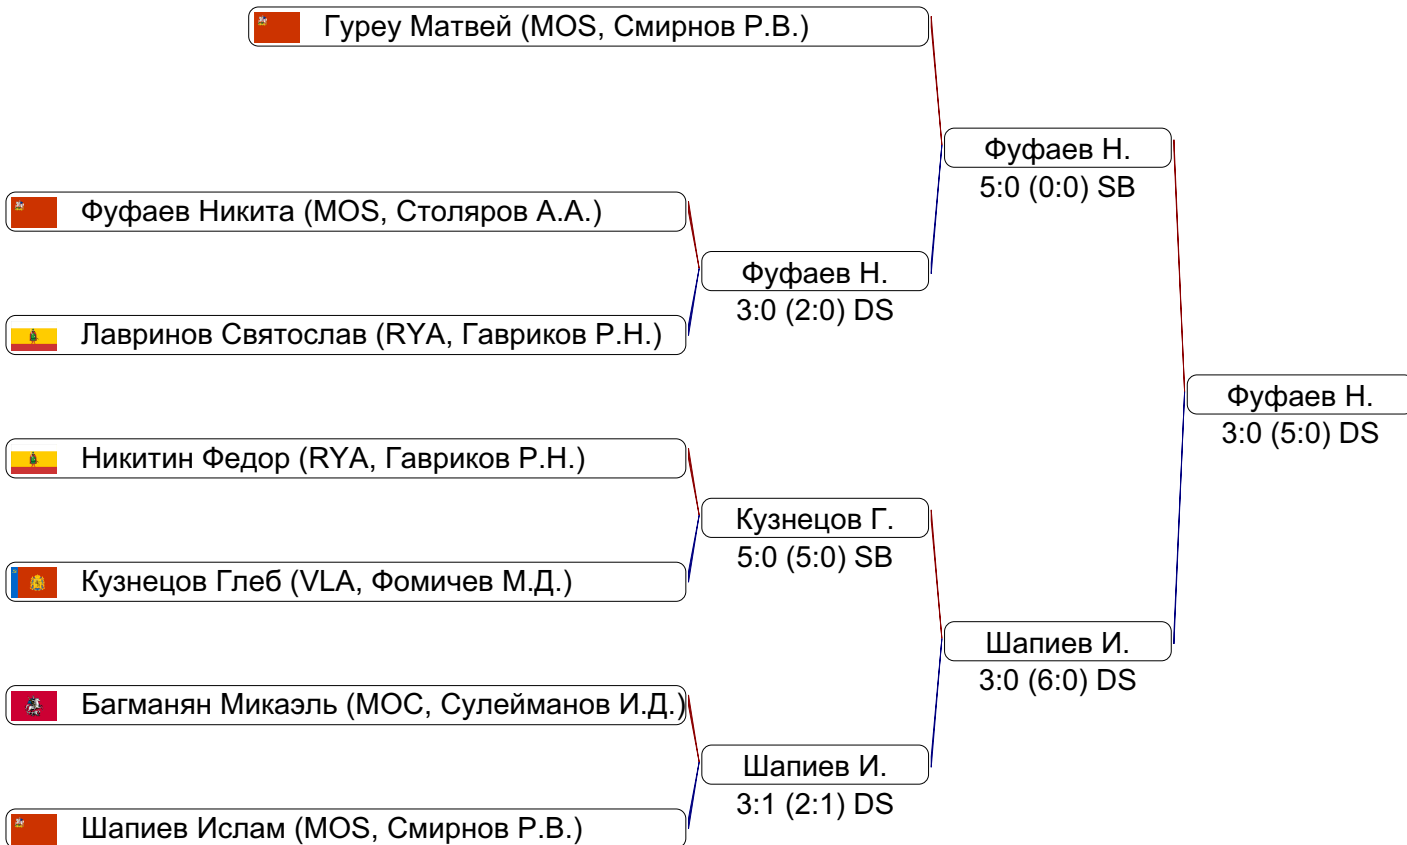 Гуреу Матвей (MOS, Смирнов Р.В.)
Фуфаев Н.
5:0 (0:0) SB
Фуфаев Никита (MOS, Столяров А.А.)
Фуфаев Н.
3:0 (2:0) DS
Лавринов Святослав (RYA, Гавриков Р.Н.)
Фуфаев Н.
3:0 (5:0) DS
Никитин Федор (RYA, Гавриков Р.Н.)
Кузнецов Г.
5:0 (5:0) SB
Кузнецов Глеб (VLA, Фомичев М.Д.)
Шапиев И.
3:0 (6:0) DS
Багманян Микаэль (МОС, Сулейманов И.Д.)
Шапиев И.
3:1 (2:1) DS
Шапиев Ислам (MOS, Смирнов Р.В.)